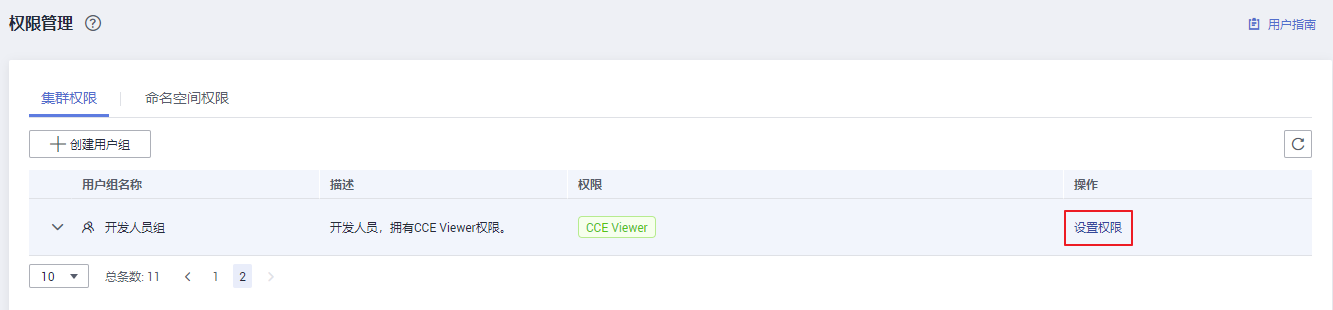 权限管理 ?
用户指南
集群权限 命名空间权限
创建用户组
用户组名称 描述 权限 操作
开发人员组 开发人员，拥有CCE Viewer权限。 CCE Viewer 设置权限
10 总条数: 11 < 1 2 >